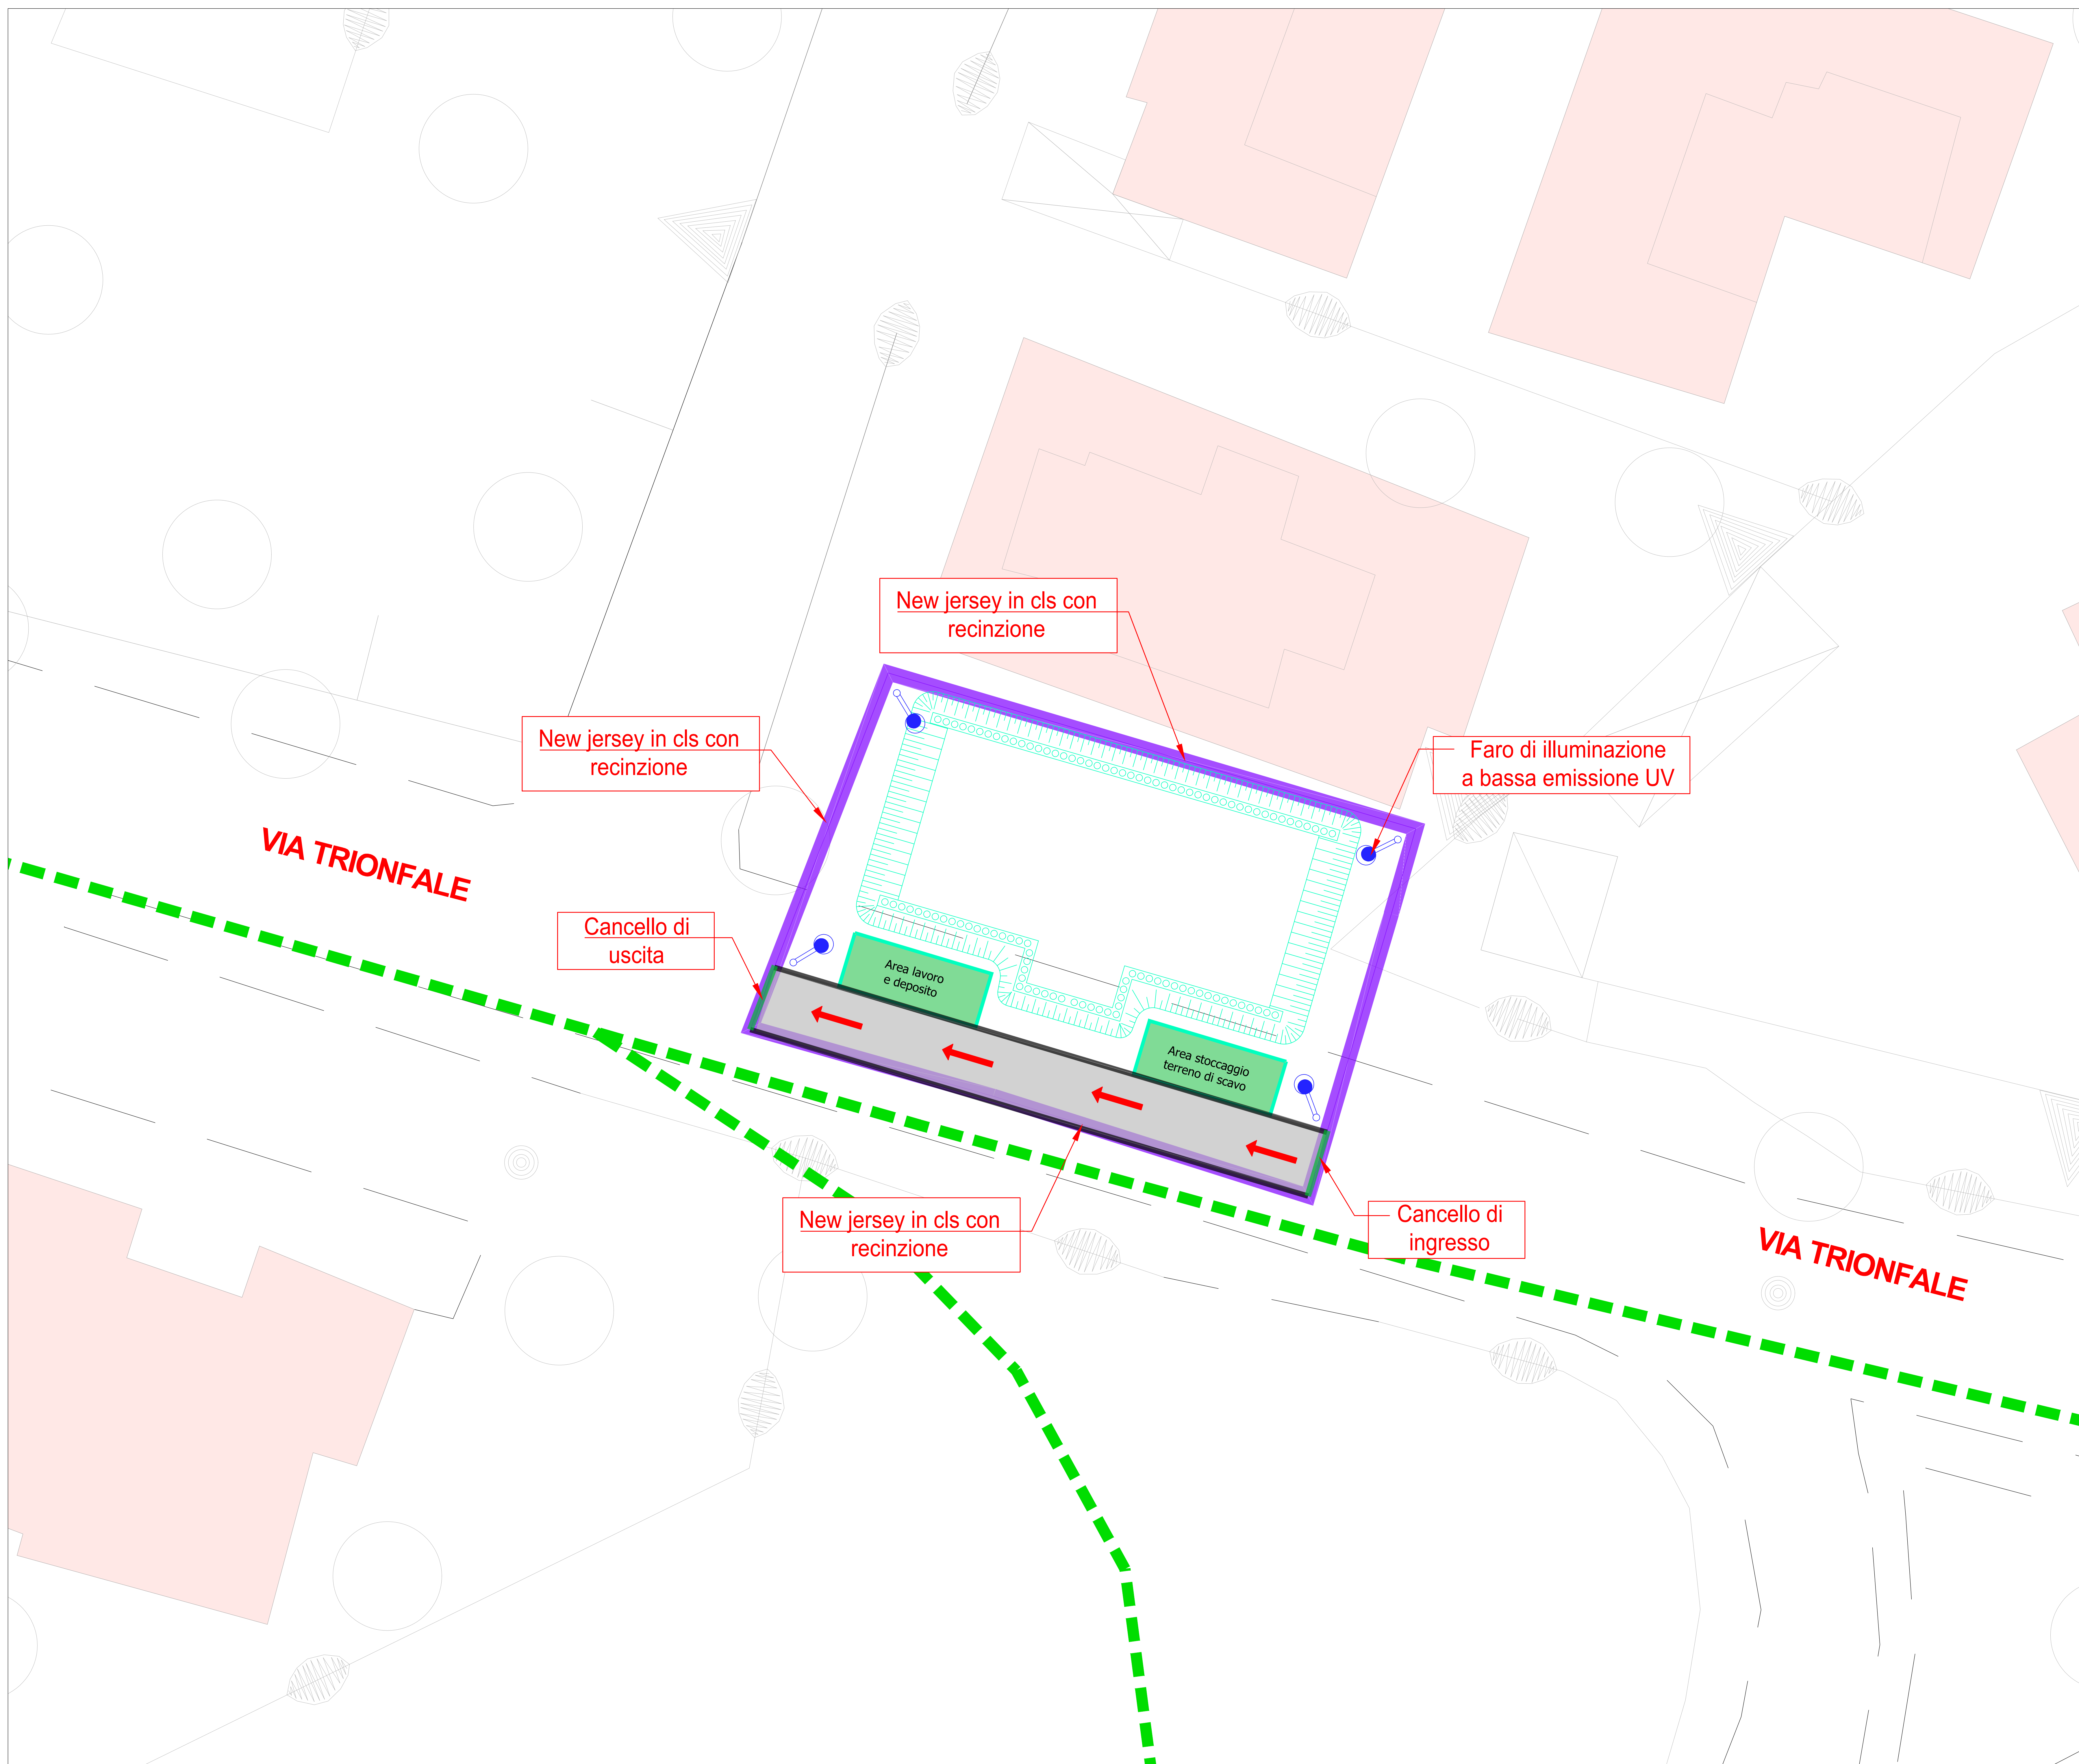 New jersey in cls con
recinzione
New jersey in cls con
recinzione
Faro di illuminazione
a bassa emissione UV
VIA TRIONFALE
Cancello di
uscita
Area lavoro
e deposito
Area stoccaggio
terreno di scavo
New jersey in cls con
recinzione
Cancello di
ingresso
VIA TRIONFALE